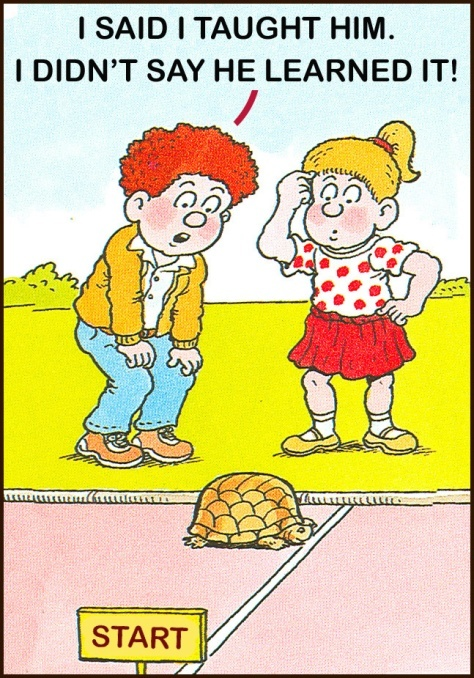 I SAID I TAUGHT HIM.
I DIDN'T SAY HE LEARNED IT!
START